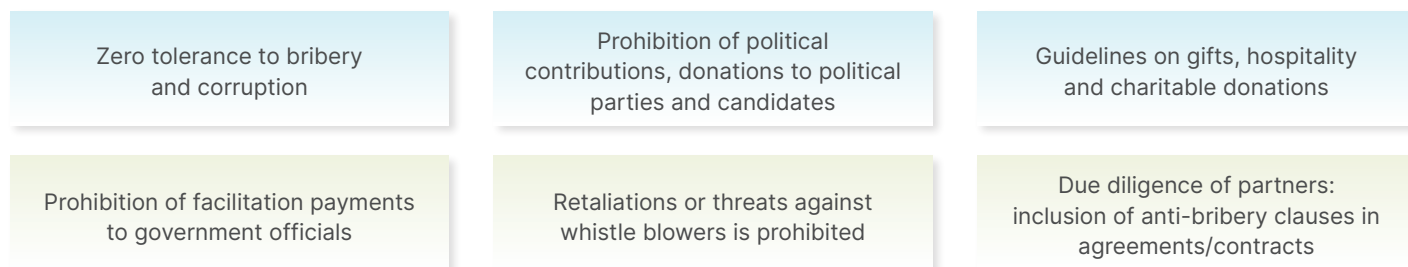 Zero tolerance to bribery
and corruption
Prohibition of political
contributions, donations to political
parties and candidates
Guidelines on gifts, hospitality
and charitable donations
Prohibition of facilitation payments
to government officials
Retaliations or threats against
whistle blowers is prohibited
Due diligence of partners:
inclusion of anti-bribery clauses in
agreements/contracts